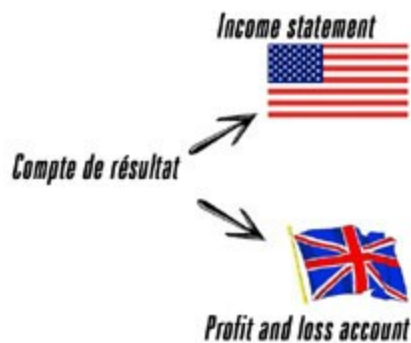 Income statement
Compte de résultat
Profit and loss account